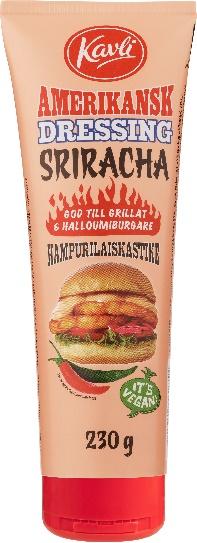 Kavli
AMERIKANSK
DRESSING
SRIRACHA
GOD TILL GRILLAT
& HALLOUMIBURGARE
HAMPURILAISKASTIKE
IT'S
VEGAN!
230 g